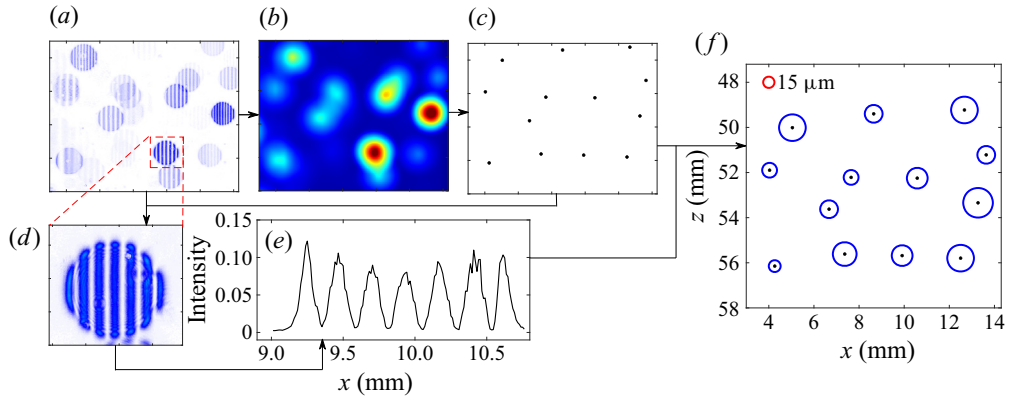 (a)
(b)
(c)
(d)
(e)
0.15
0.10
0.05
0
Intensity
9.0 9.5 10.0 10.5
x (mm)
(f)
15 μm
48
50
52
54
56
58
z (mm)
4 6 8 10 12 14
x (mm)